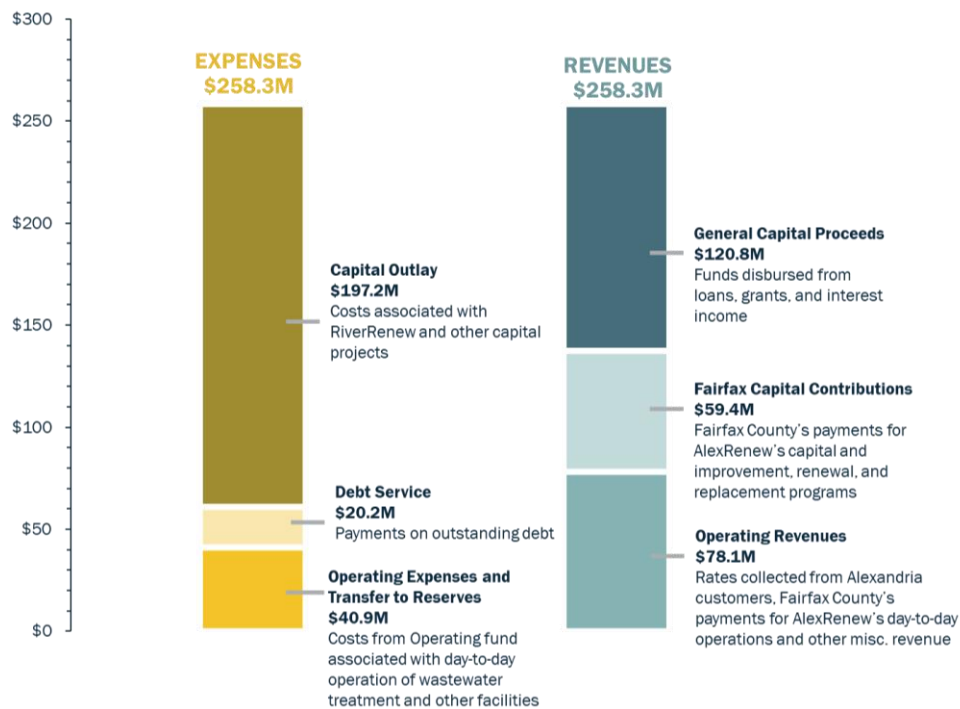 $300
$250
$200
$150
$100
$50
$0
EXPENSES
$258.3M
Capital Outlay
$197.2M
Costs associated with
RiverRenew and other capital
projects
Debt Service
$20.2M
Payments on outstanding debt
Operating Expenses and
Transfer to Reserves
$40.9M
Costs from Operating fund
associated with day-to-day
operation of wastewater
treatment and other facilities
REVENUES
$258.3M
General Capital Proceeds
$120.8M
Funds disbursed from
loans, grants, and interest
income
Fairfax Capital Contributions
$59.4M
Fairfax County's payments for
AlexRenew's capital and
improvement, renewal, and
replacement programs
Operating Revenues
$78.1M
Rates collected from Alexandria
customers, Fairfax County's
payments for AlexRenew's day-to-day
operations and other misc. revenue